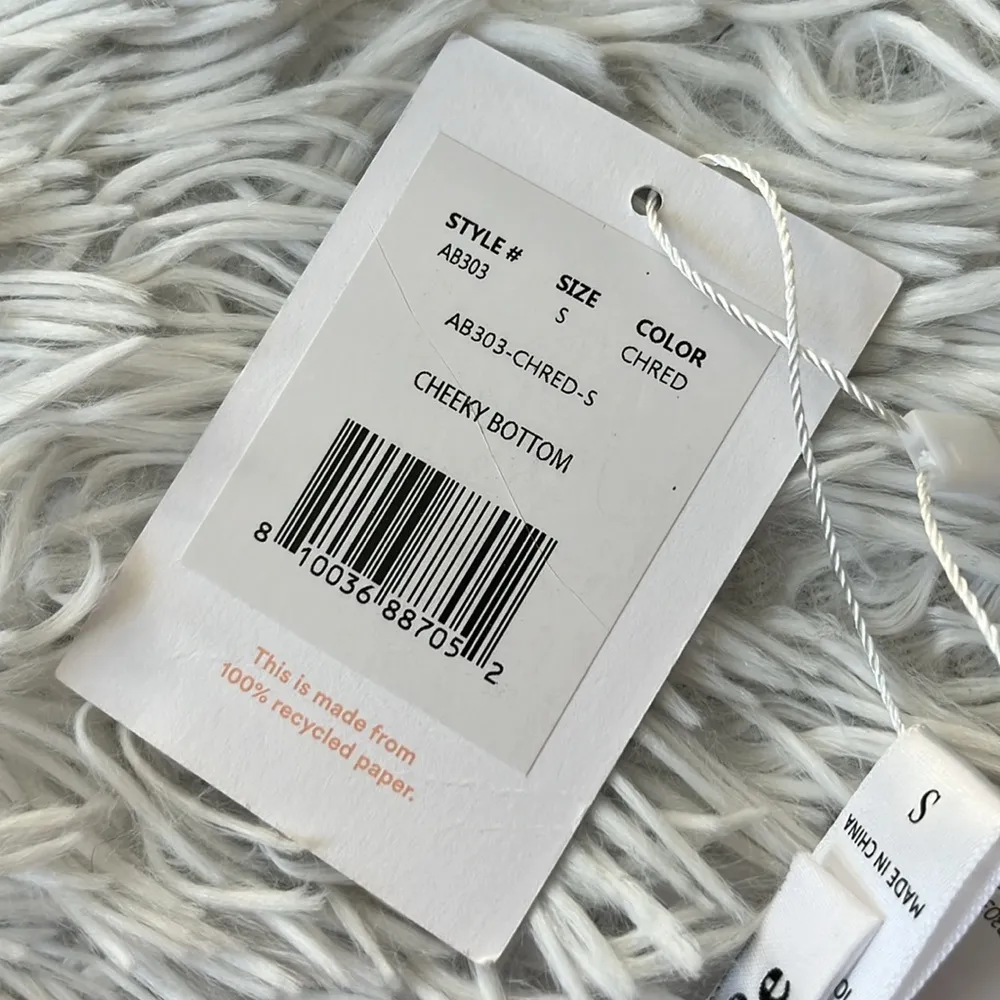 STYLE #
AB303
SIZE
S
COLOR
CHRED
AB303-CHRED-S
CHEEKY BOTTOM
8 10036 88705 2
This is made from
100% recycled paper.
S
MADE IN CHINA